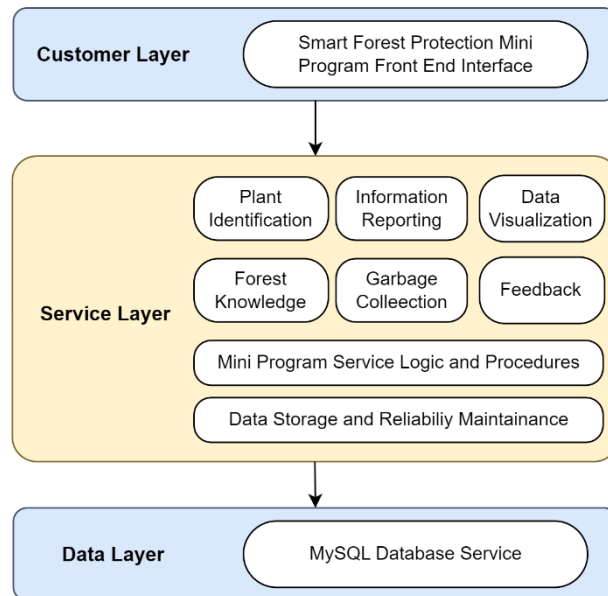 Customer Layer
Smart Forest Protection Mini
Program Front End Interface
Service Layer
Plant
Identification
Information
Reporting
Data
Visualization
Forest
Knowledge
Garbage
Colleection
Feedback
Mini Program Service Logic and Procedures
Data Storage and Reliabiliy Maintainance
Data Layer
MySQL Database Service